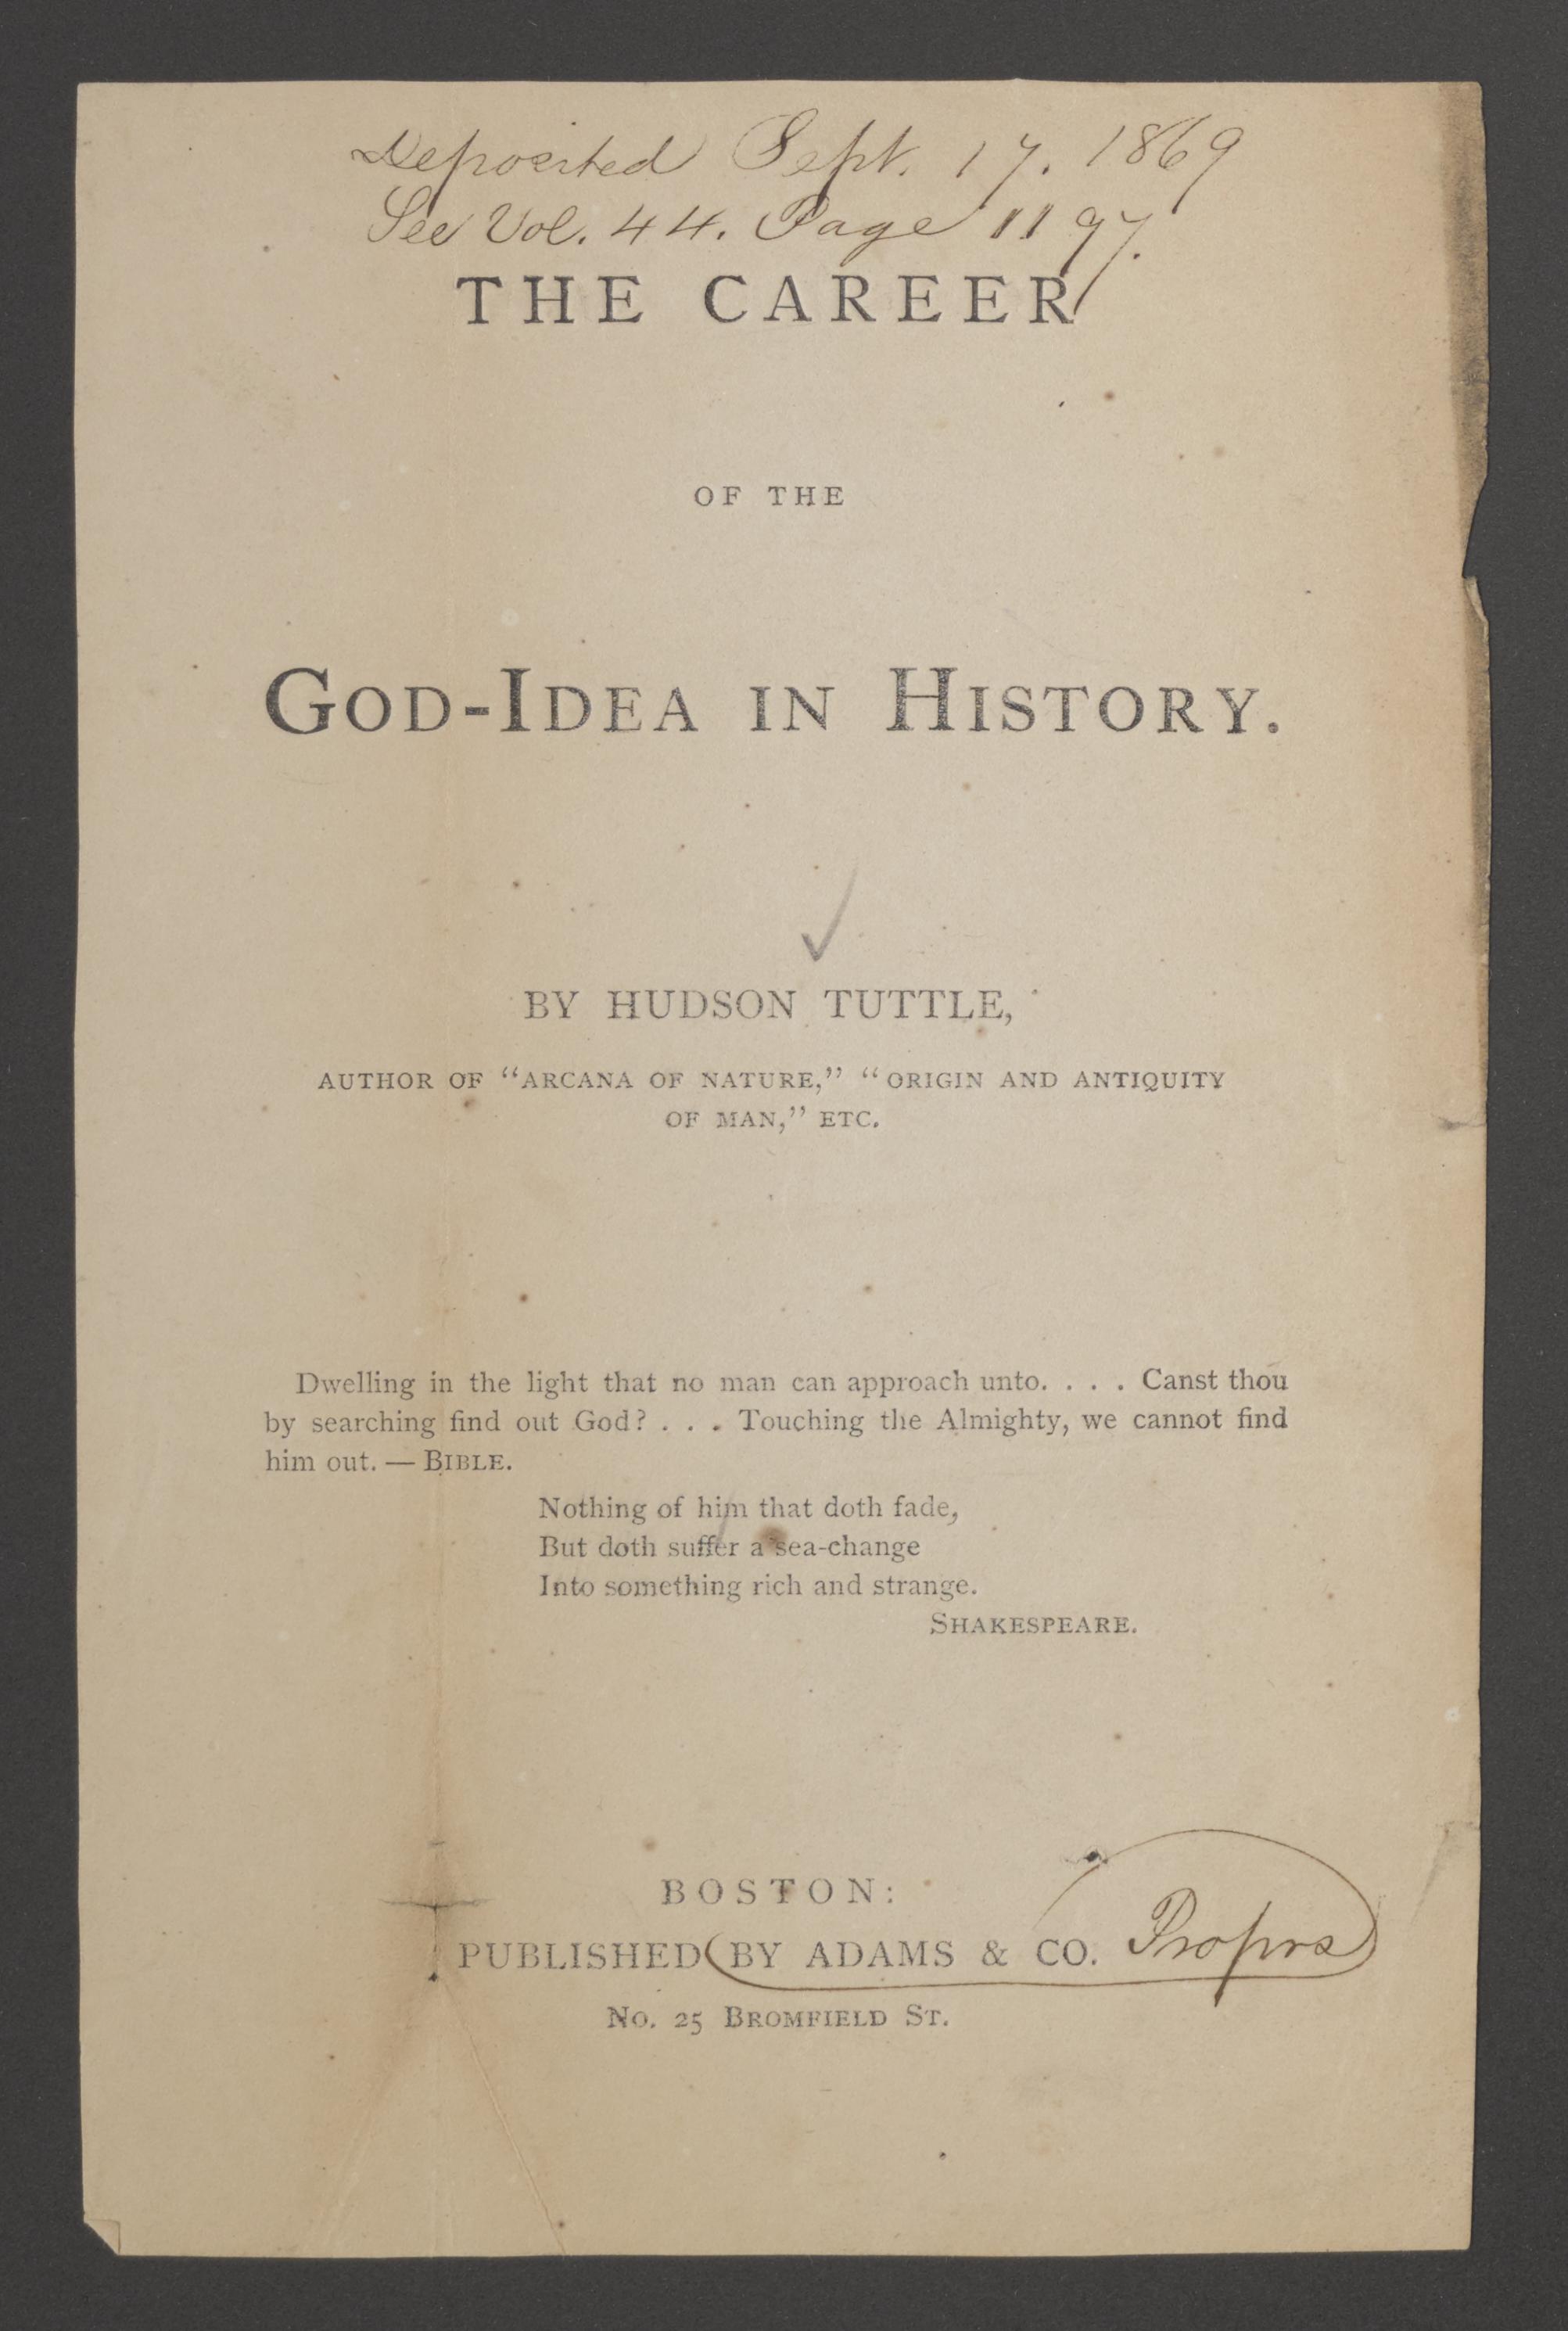 Deposited Sept. 17. 1869
See Vol. 44. Page 1197.
THE CAREER
OF THE
GOD-IDEA IN HISTORY.
BY HUDSON TUTTLE,
AUTHOR OF “ARCANA OF NATURE,” “ORIGIN AND ANTIQUITY
OF MAN,” ETC.
Dwelling in the light that no man can approach unto. . . . Canst thou
by searching find out God? . . . Touching the Almighty, we cannot find
him out. — BIBLE.
Nothing of him that doth fade,
But doth suffer a sea-change
Into something rich and strange.
SHAKESPEARE.
BOSTON:
PUBLISHED BY ADAMS & CO. Proprs
No. 25 BROMFIELD ST.